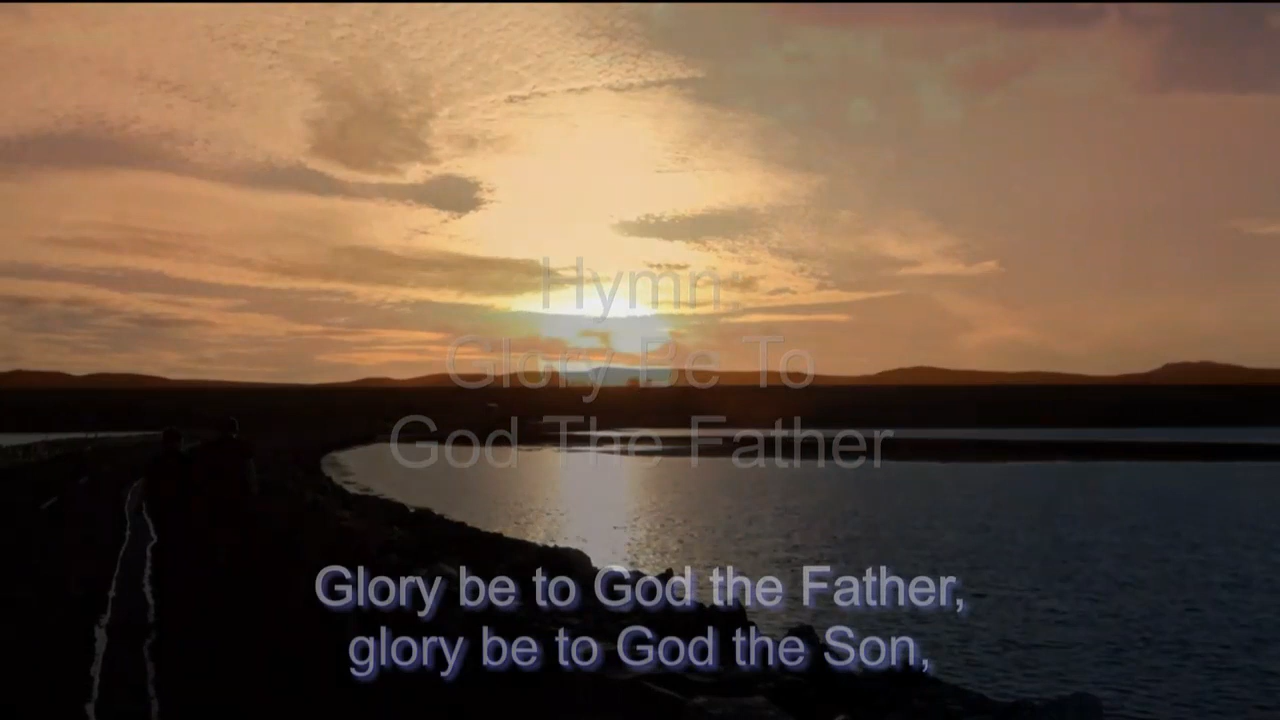 Hymn:
Glory Be To
God The Father
Glory be to God the Father,
glory be to God the Son,